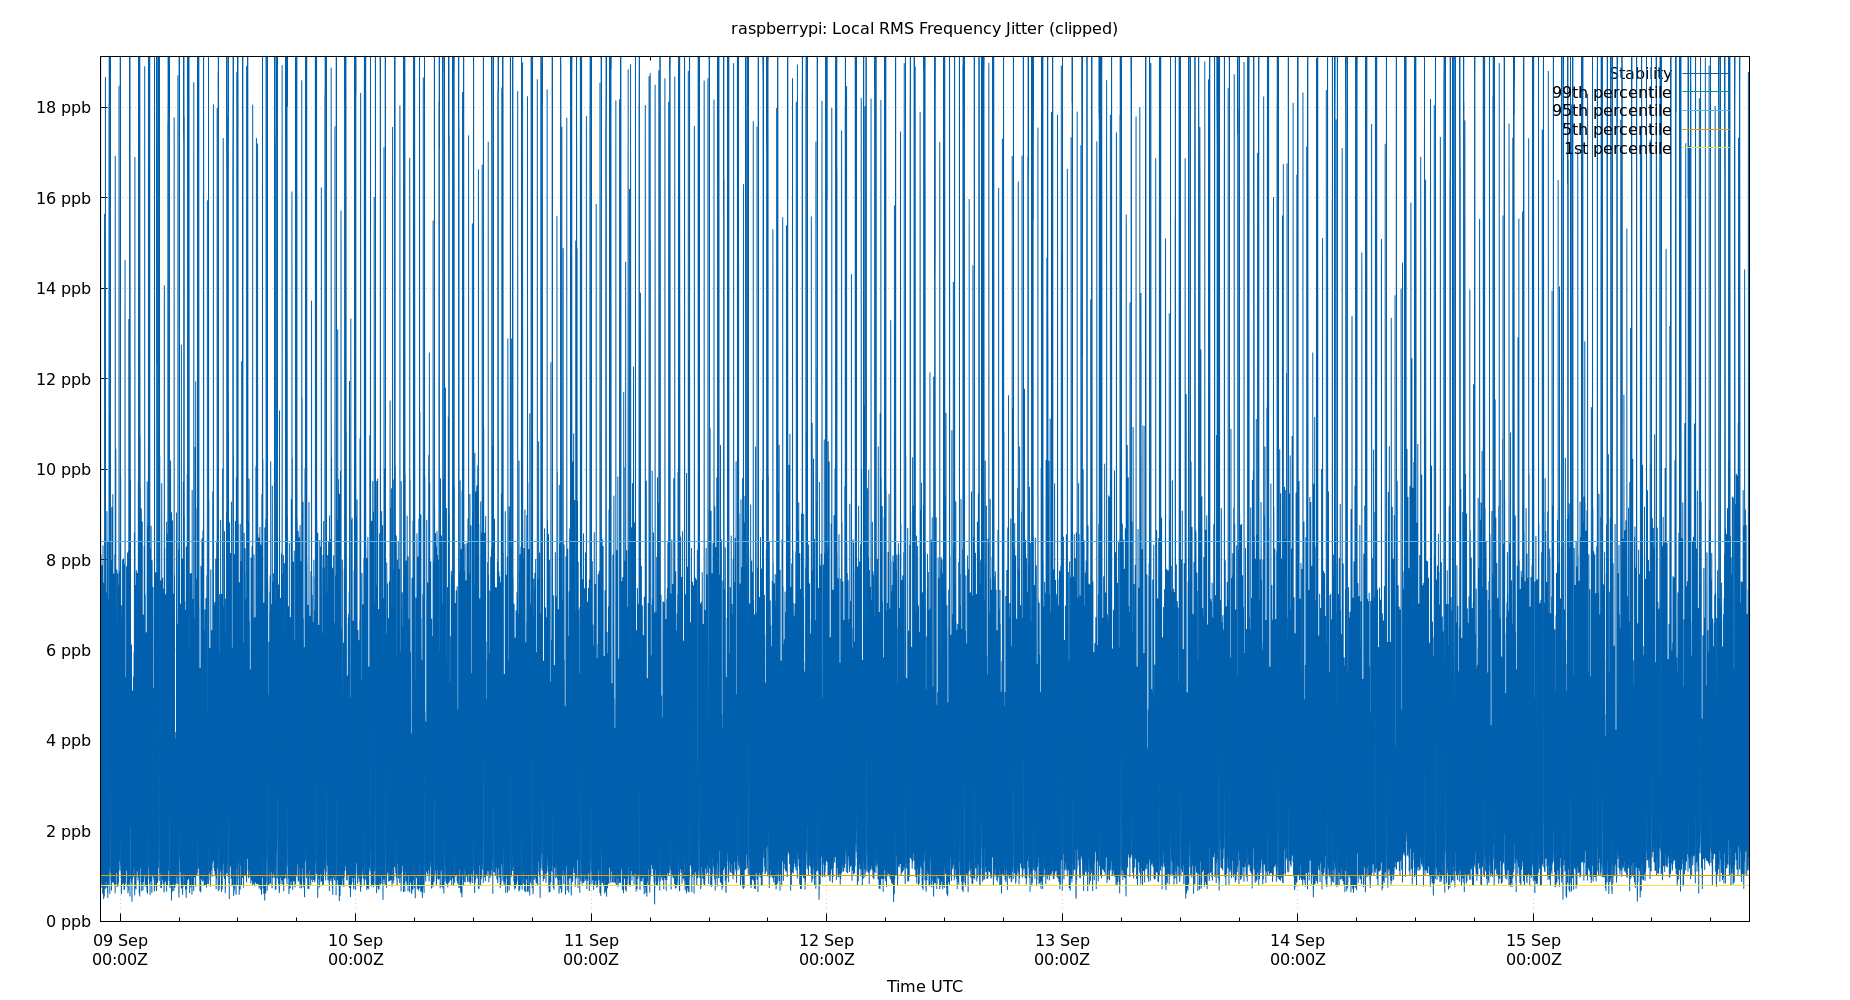 raspberrypi: Local RMS Frequency Jitter (clipped)
Stability
99th percentile
95th percentile
5th percentile
1st percentile
18 ppb
16 ppb
14 ppb
12 ppb
10 ppb
8 ppb
6 ppb
4 ppb
2 ppb
0 ppb
09 Sep 10 Sep 11 Sep 12 Sep 13 Sep 14 Sep 15 Sep
00:00Z 00:00Z 00:00Z 00:00Z 00:00Z 00:00Z 00:00Z
Time UTC